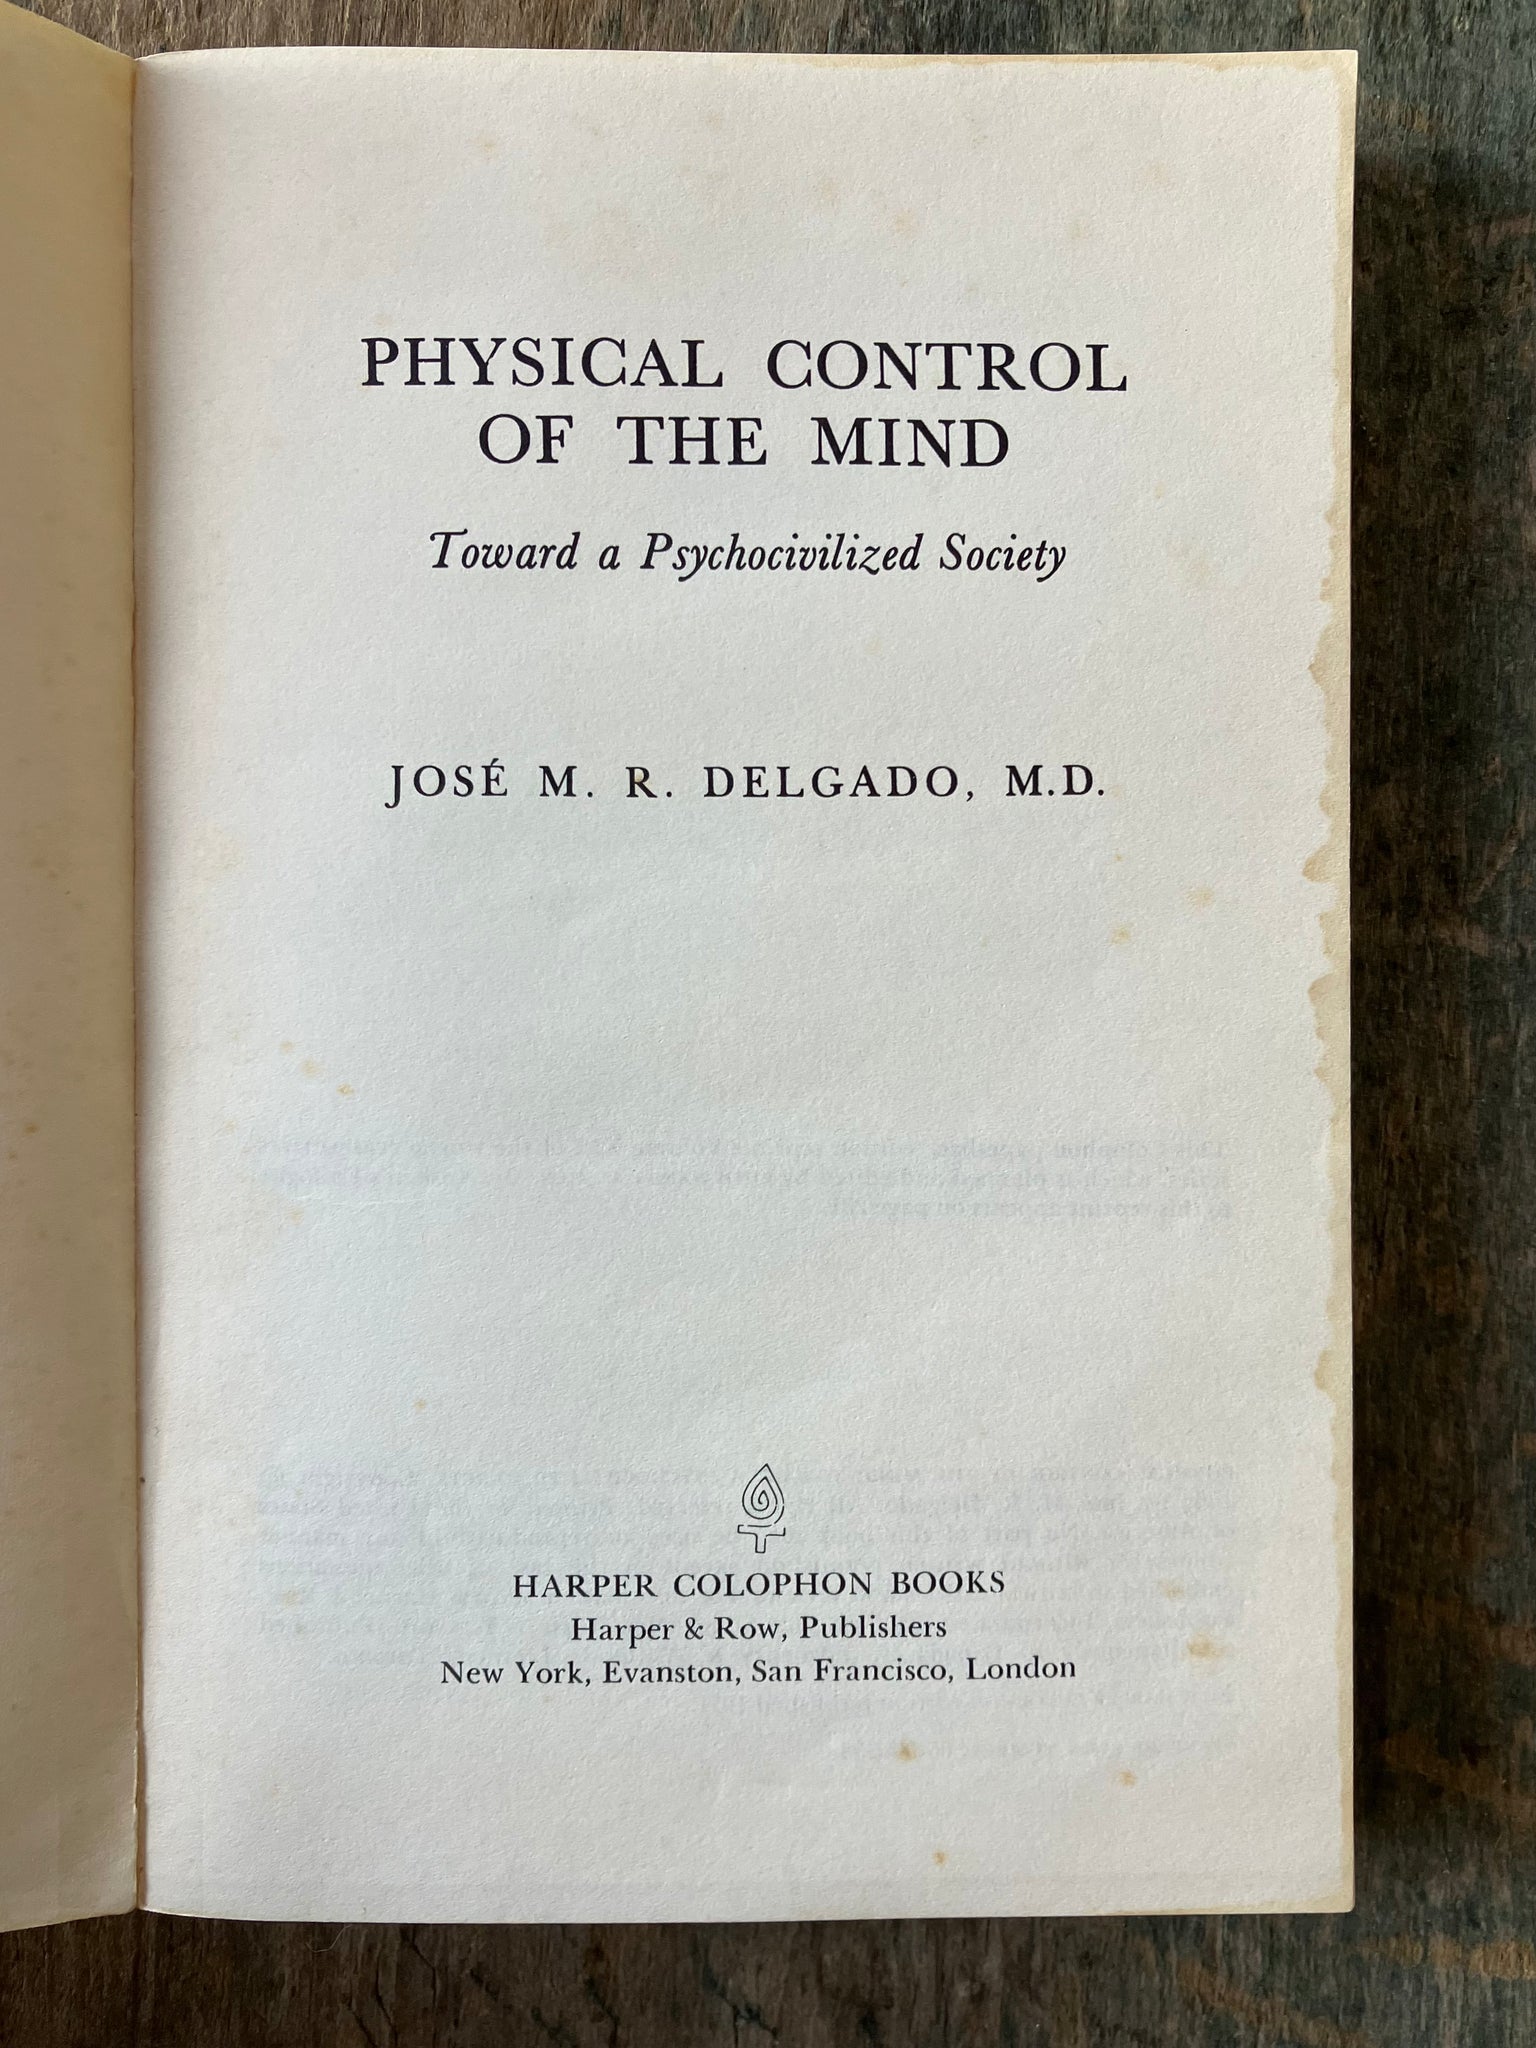 PHYSICAL CONTROL
OF THE MIND
Toward a Psychocivilized Society
JOSÉ M. R. DELGADO, M.D.
HARPER COLOPHON BOOKS
Harper & Row, Publishers
New York, Evanston, San Francisco, London